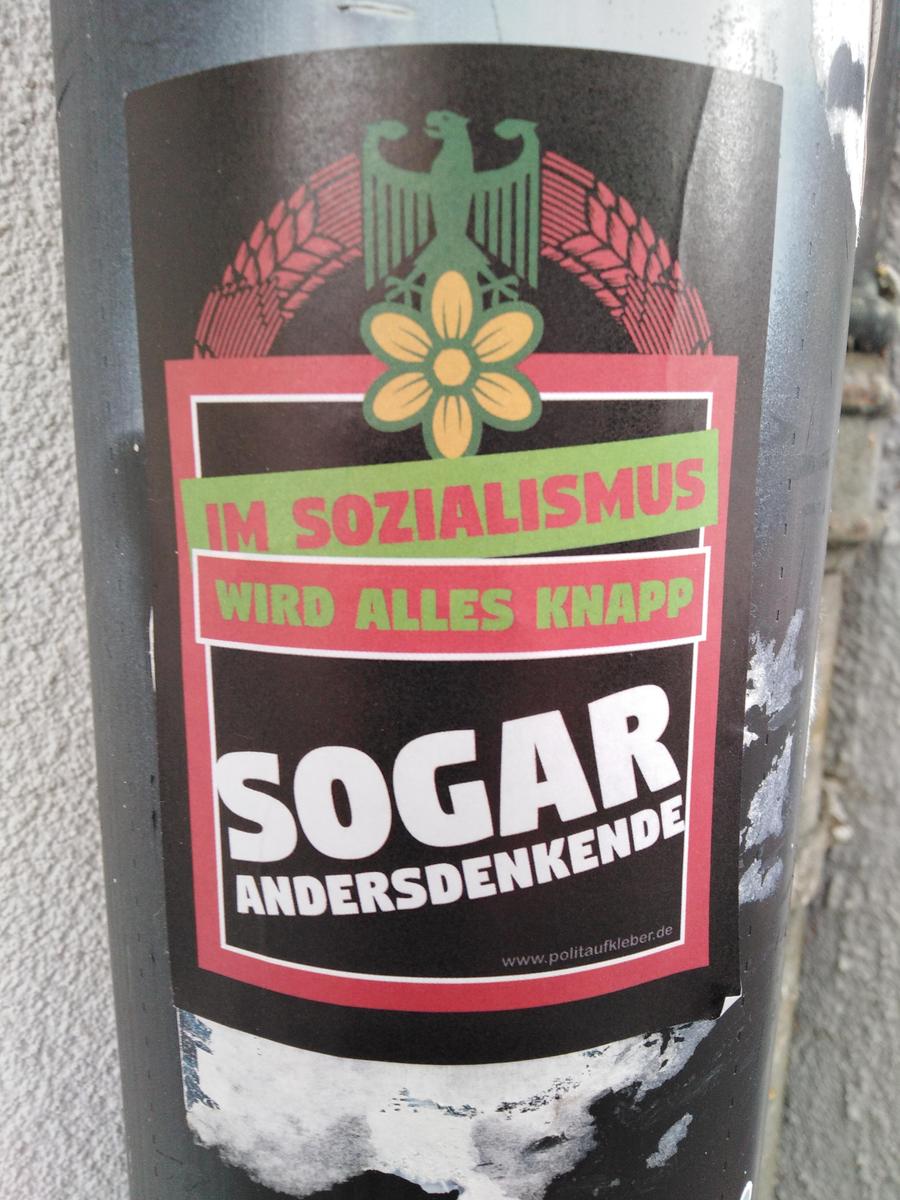 IM SOZIALISMUS
WIRD ALLES KNAPP
SOGAR
ANDERSDENKENDE
www.politaufkleber.de